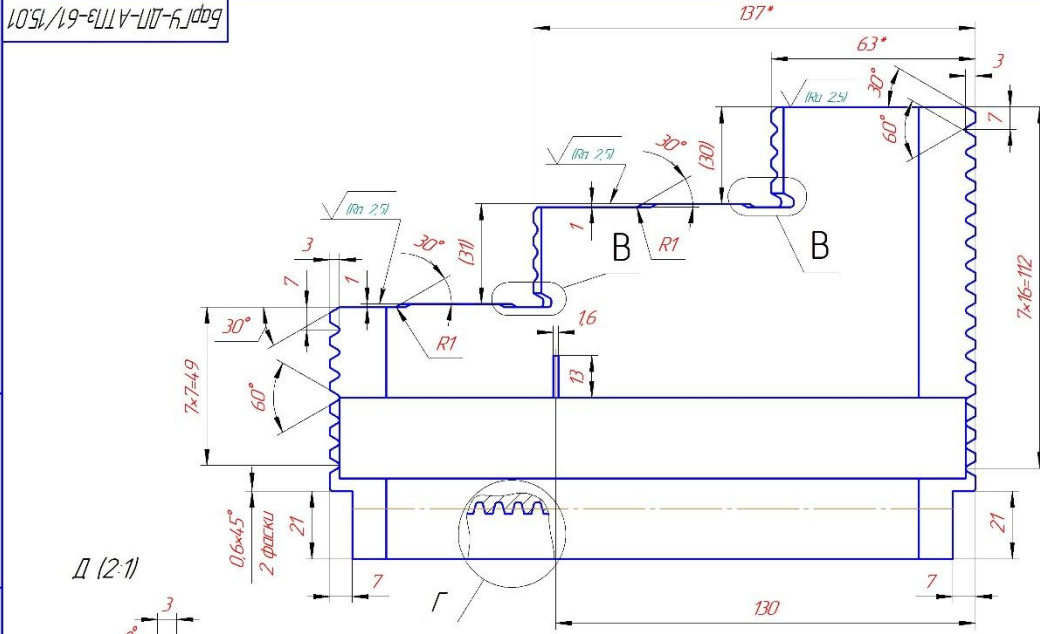 БарГУ-ДП-АТПз-61/15.01
137*
63*
3
30°
60°
7
√(Ra 2,5)
(30)
√(Ra 2,5)
30°
1
R1
В
В
√(Ra 2,5)
30°
(31)
3
7
1
R1
30°
60°
7×7=49
1,6
13
7×16=112
0,6×45°
2 фаски
21
21
7
7
Г
130
Д (2:1)
3